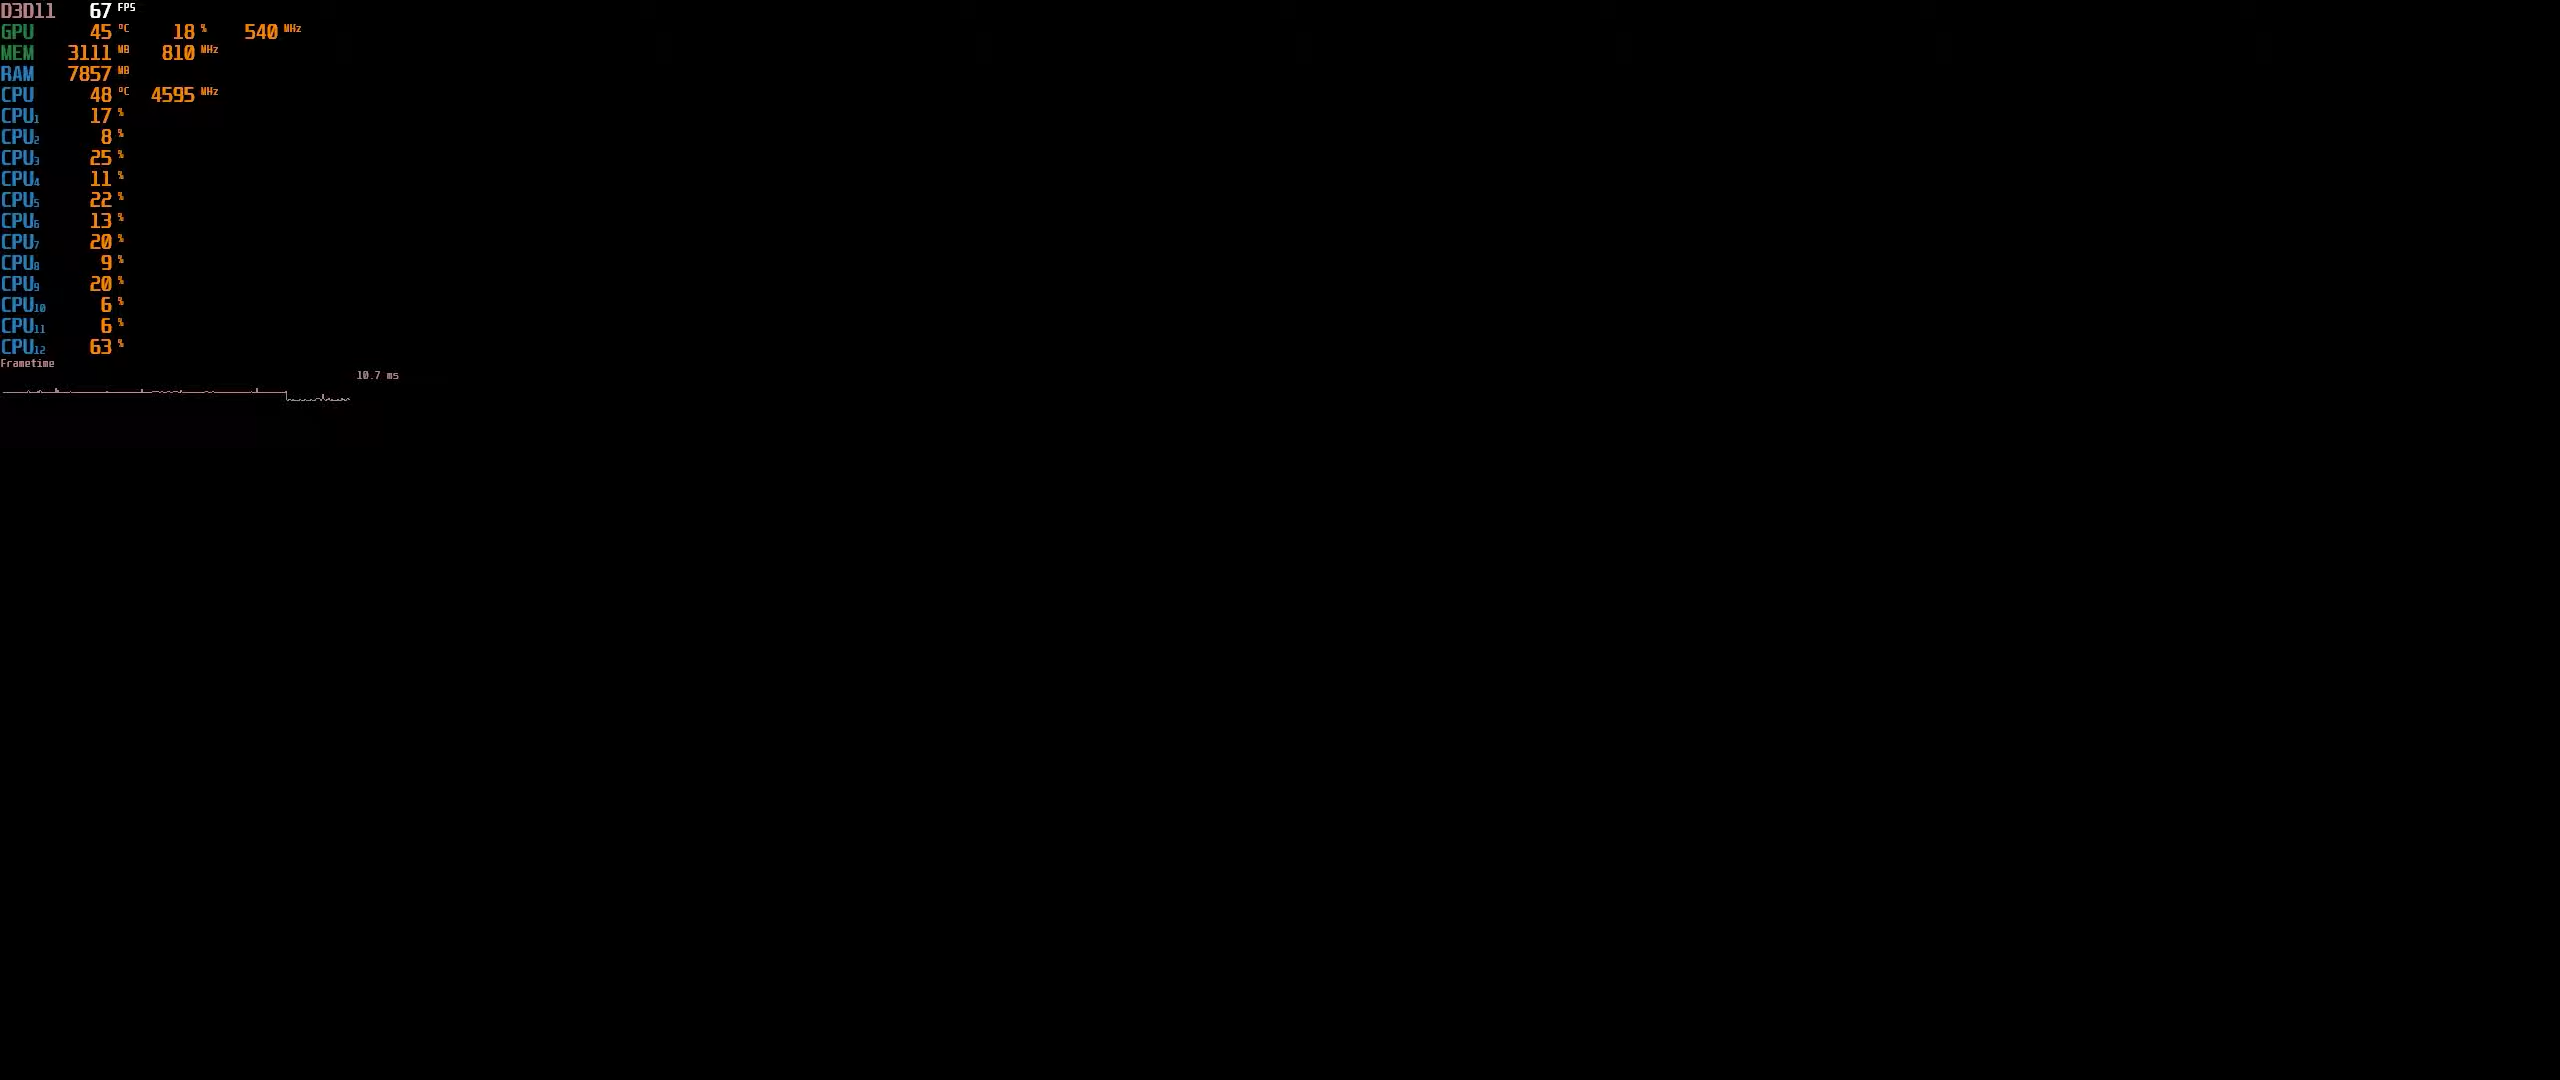 D3D11 67 FPS
GPU 45 °C 18 % 540 MHz
MEM 3111 MB 810 MHz
RAM 7857 MB
CPU 48 °C 4595 MHz
CPU1 17 %
CPU2 8 %
CPU3 25 %
CPU4 11 %
CPU5 22 %
CPU6 13 %
CPU7 20 %
CPU8 9 %
CPU9 20 %
CPU10 6 %
CPU11 6 %
CPU12 63 %
Frametime
10.7 ms